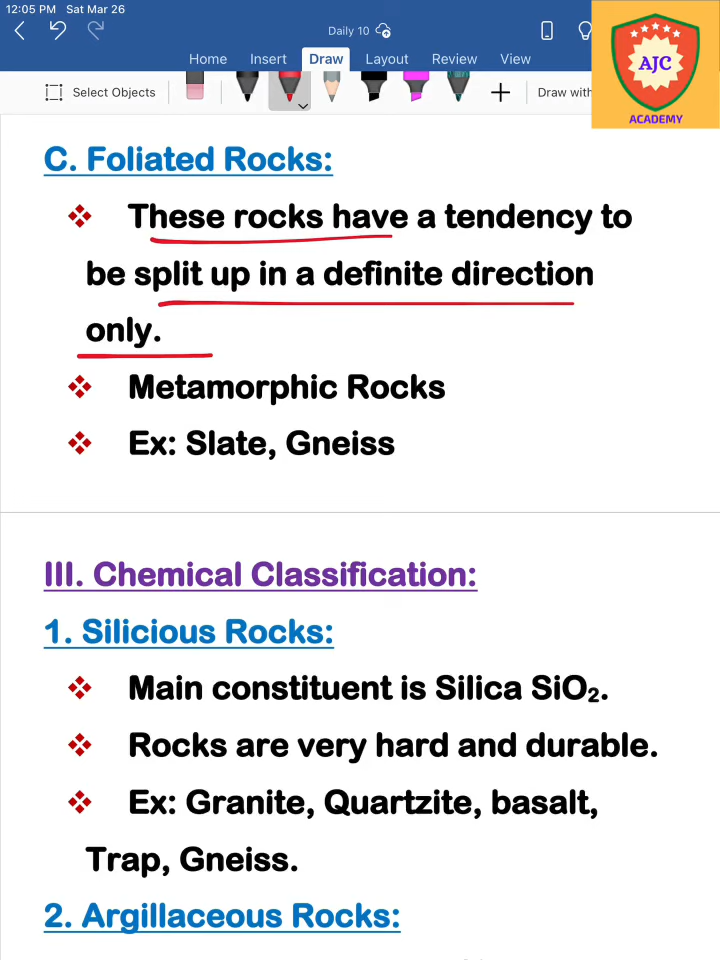 12:05 PM Sat Mar 26
Daily 10
Home Insert Draw Layout Review View
Select Objects
Draw with
AJC
ACADEMY
C. Foliated Rocks:
❖ These rocks have a tendency to
be split up in a definite direction
only.
❖ Metamorphic Rocks
❖ Ex: Slate, Gneiss
III. Chemical Classification:
1. Silicious Rocks:
❖ Main constituent is Silica SiO₂.
❖ Rocks are very hard and durable.
❖ Ex: Granite, Quartzite, basalt,
Trap, Gneiss.
2. Argillaceous Rocks: